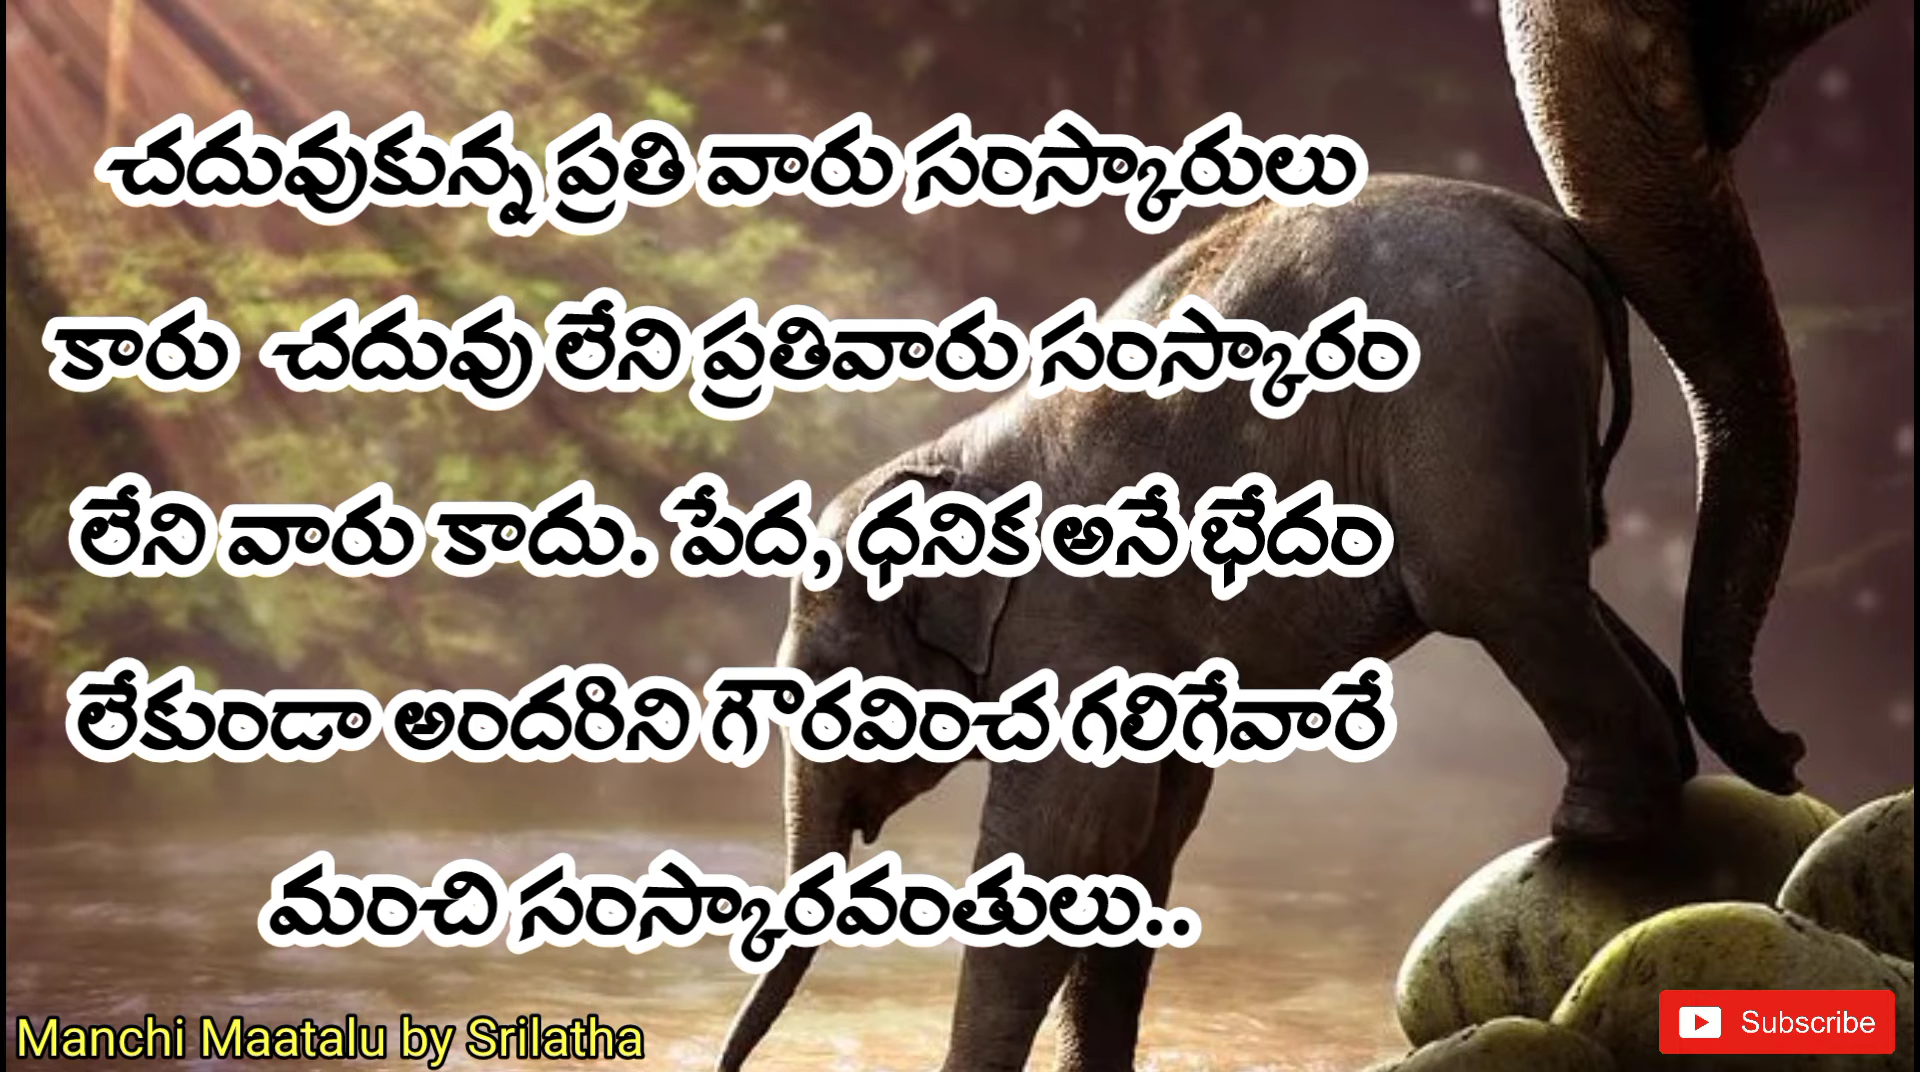 చదువుకున్న ప్రతి వారు సంస్కారులు
కారు చదువు లేని ప్రతివారు సంస్కారం
లేని వారు కాదు. పేద, ధనిక అనే భేదం
లేకుండా అందరిని గౌరవించ గలిగేవారే
మంచి సంస్కారవంతులు..
Manchi Maatalu by Srilatha
Subscribe